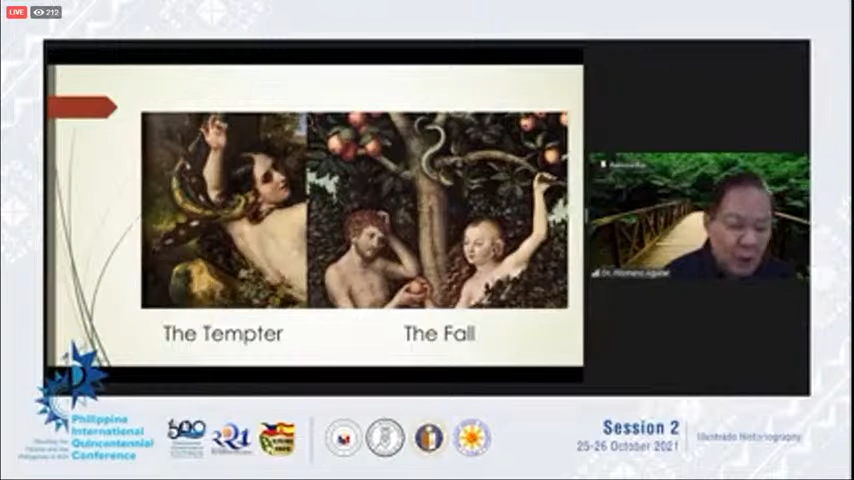 LIVE 212
Dr. Filomeno Aguilar
The Tempter
The Fall
Philippine
International
Quincentennial
Conference
Session 2
25-26 October 2021
Ilustrado Historiography